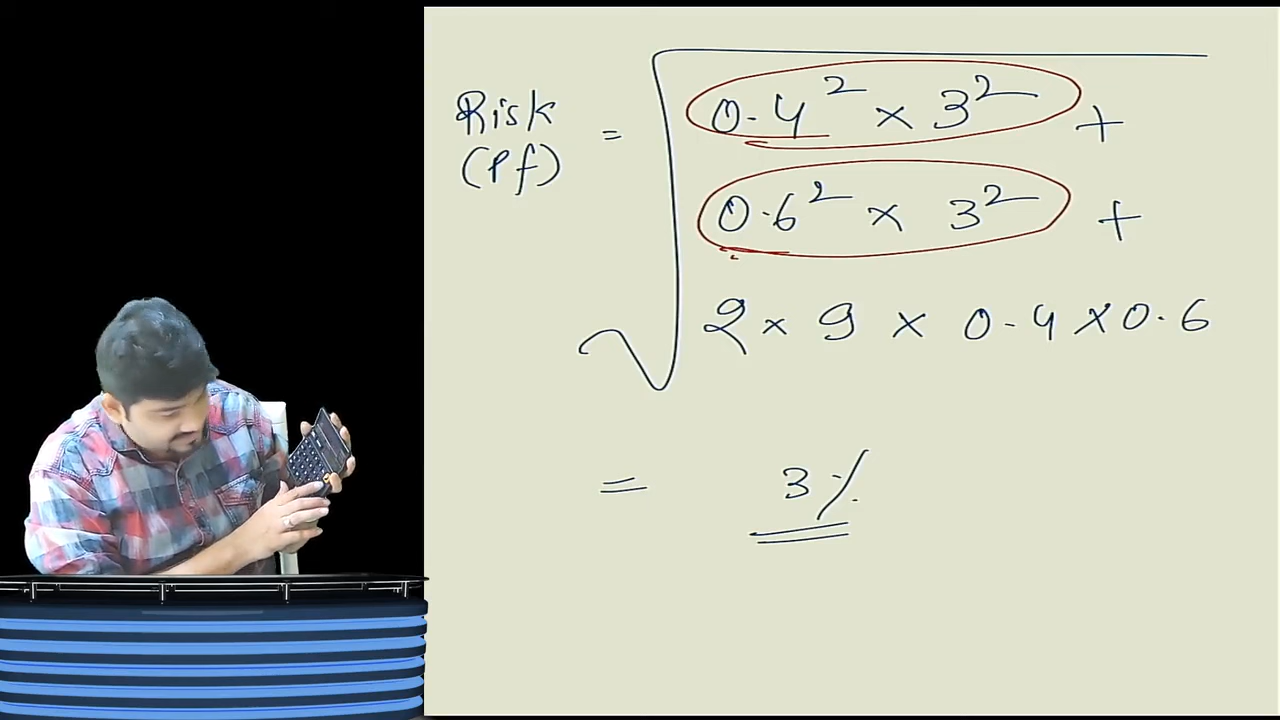 Risk
(Pf)
=
√
0.4² × 3² +
0.6² × 3² +
2 × 9 × 0.4 × 0.6
= 3%